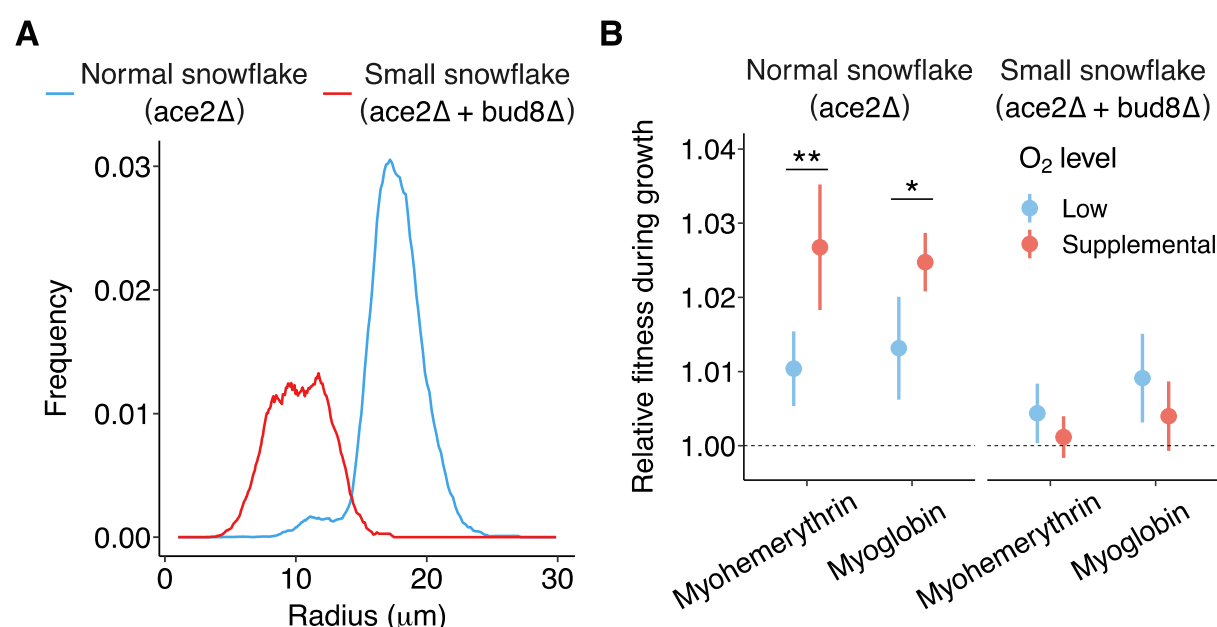 A
Normal snowflake
(ace2Δ)
Small snowflake
(ace2Δ + bud8Δ)
Frequency
0.03
0.02
0.01
0.00
0
10
20
30
Radius (μm)
B
Normal snowflake
(ace2Δ)
Small snowflake
(ace2Δ + bud8Δ)
Relative fitness during growth
1.04
1.03
1.02
1.01
1.00
**
*
O₂ level
Low
Supplemental
Myohemerythrin
Myoglobin
Myohemerythrin
Myoglobin